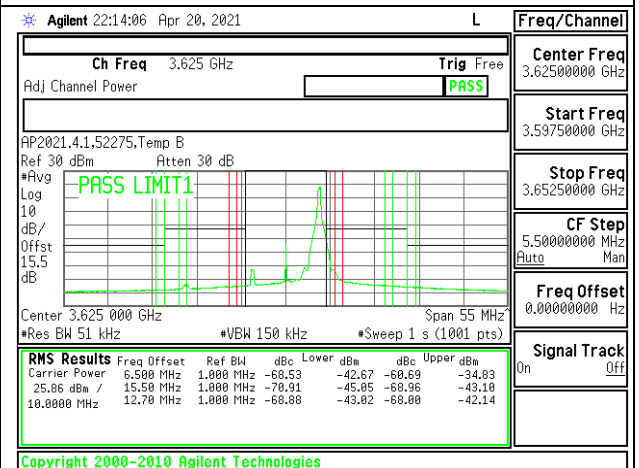 Agilent 22:14:06 Apr 20, 2021 L Freq/Channel
Ch Freq 3.625 GHz Trig Free
Adj Channel Power PASS
Center Freq
3.62500000 GHz
Start Freq
3.59750000 GHz
AP2021.4.1,52275,Temp B
Ref 30 dBm Atten 30 dB
#Avg
Log
10
dB/
Offst
15.5
dB
PASS LIMIT1
Stop Freq
3.65250000 GHz
CF Step
5.50000000 MHz
Auto Man
Freq Offset
0.00000000 Hz
Center 3.625 000 GHz Span 55 MHz^
#Res BW 51 kHz #VBW 150 kHz #Sweep 1 s (1001 pts)
Signal Track
On Off
RMS Results Freq Offset Ref BW dBc Lower dBm dBc Upper dBm
Carrier Power 6.500 MHz 1.000 MHz -68.53 -42.67 -60.69 -34.83
25.86 dBm / 15.50 MHz 1.000 MHz -70.91 -45.05 -68.96 -43.10
10.0000 MHz 12.70 MHz 1.000 MHz -68.88 -43.02 -68.00 -42.14
Copyright 2000-2010 Agilent Technologies